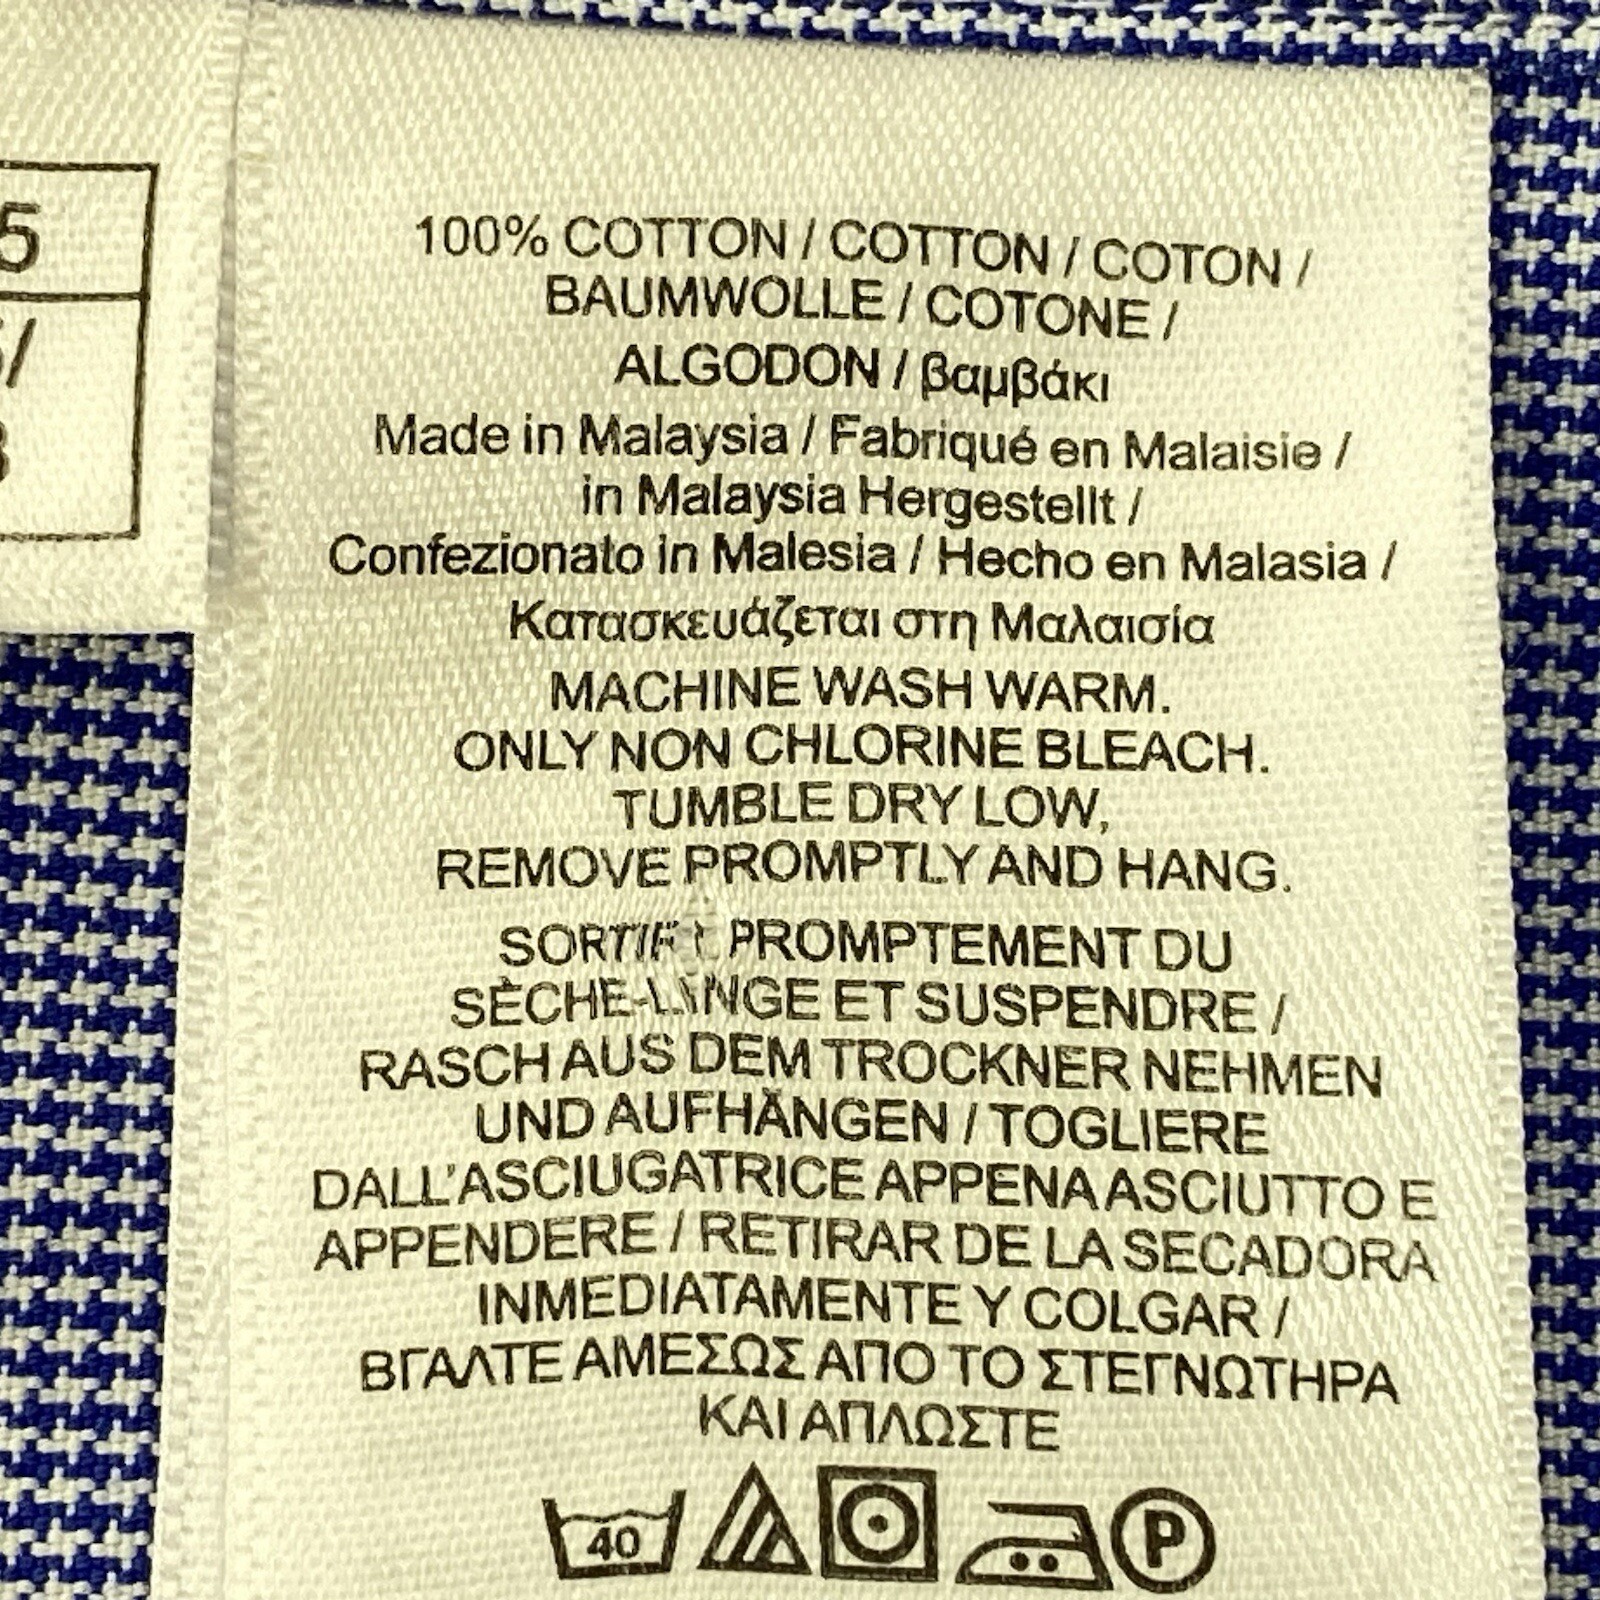 5
/
100% COTTON / COTTON / COTON /
BAUMWOLLE / COTONE /
ALGODON / βαμβάκι
Made in Malaysia / Fabriqué en Malaisie /
in Malaysia Hergestellt /
Confezionato in Malesia / Hecho en Malasia /
Κατασκευάζεται στη Μαλαισία
MACHINE WASH WARM.
ONLY NON CHLORINE BLEACH.
TUMBLE DRY LOW,
REMOVE PROMPTLY AND HANG.
PROMPTEMENT DU
SÈCHE-LINGE ET SUSPENDRE /
RASCH AUS DEM TROCKNER NEHMEN
UND AUFHÄNGEN / TOGLIERE
DALL'ASCIUGATRICE APPENA ASCIUTTO E
APPENDERE / RETIRAR DE LA SECADORA
INMEDIATAMENTE Y COLGAR /
ΒΓΑΛΤΕ ΑΜΕΣΩΣ ΑΠΟ ΤΟ ΣΤΕΓΝΩΤΗΡΑ
ΚΑΙ ΑΠΛΩΣΤΕ
40 P